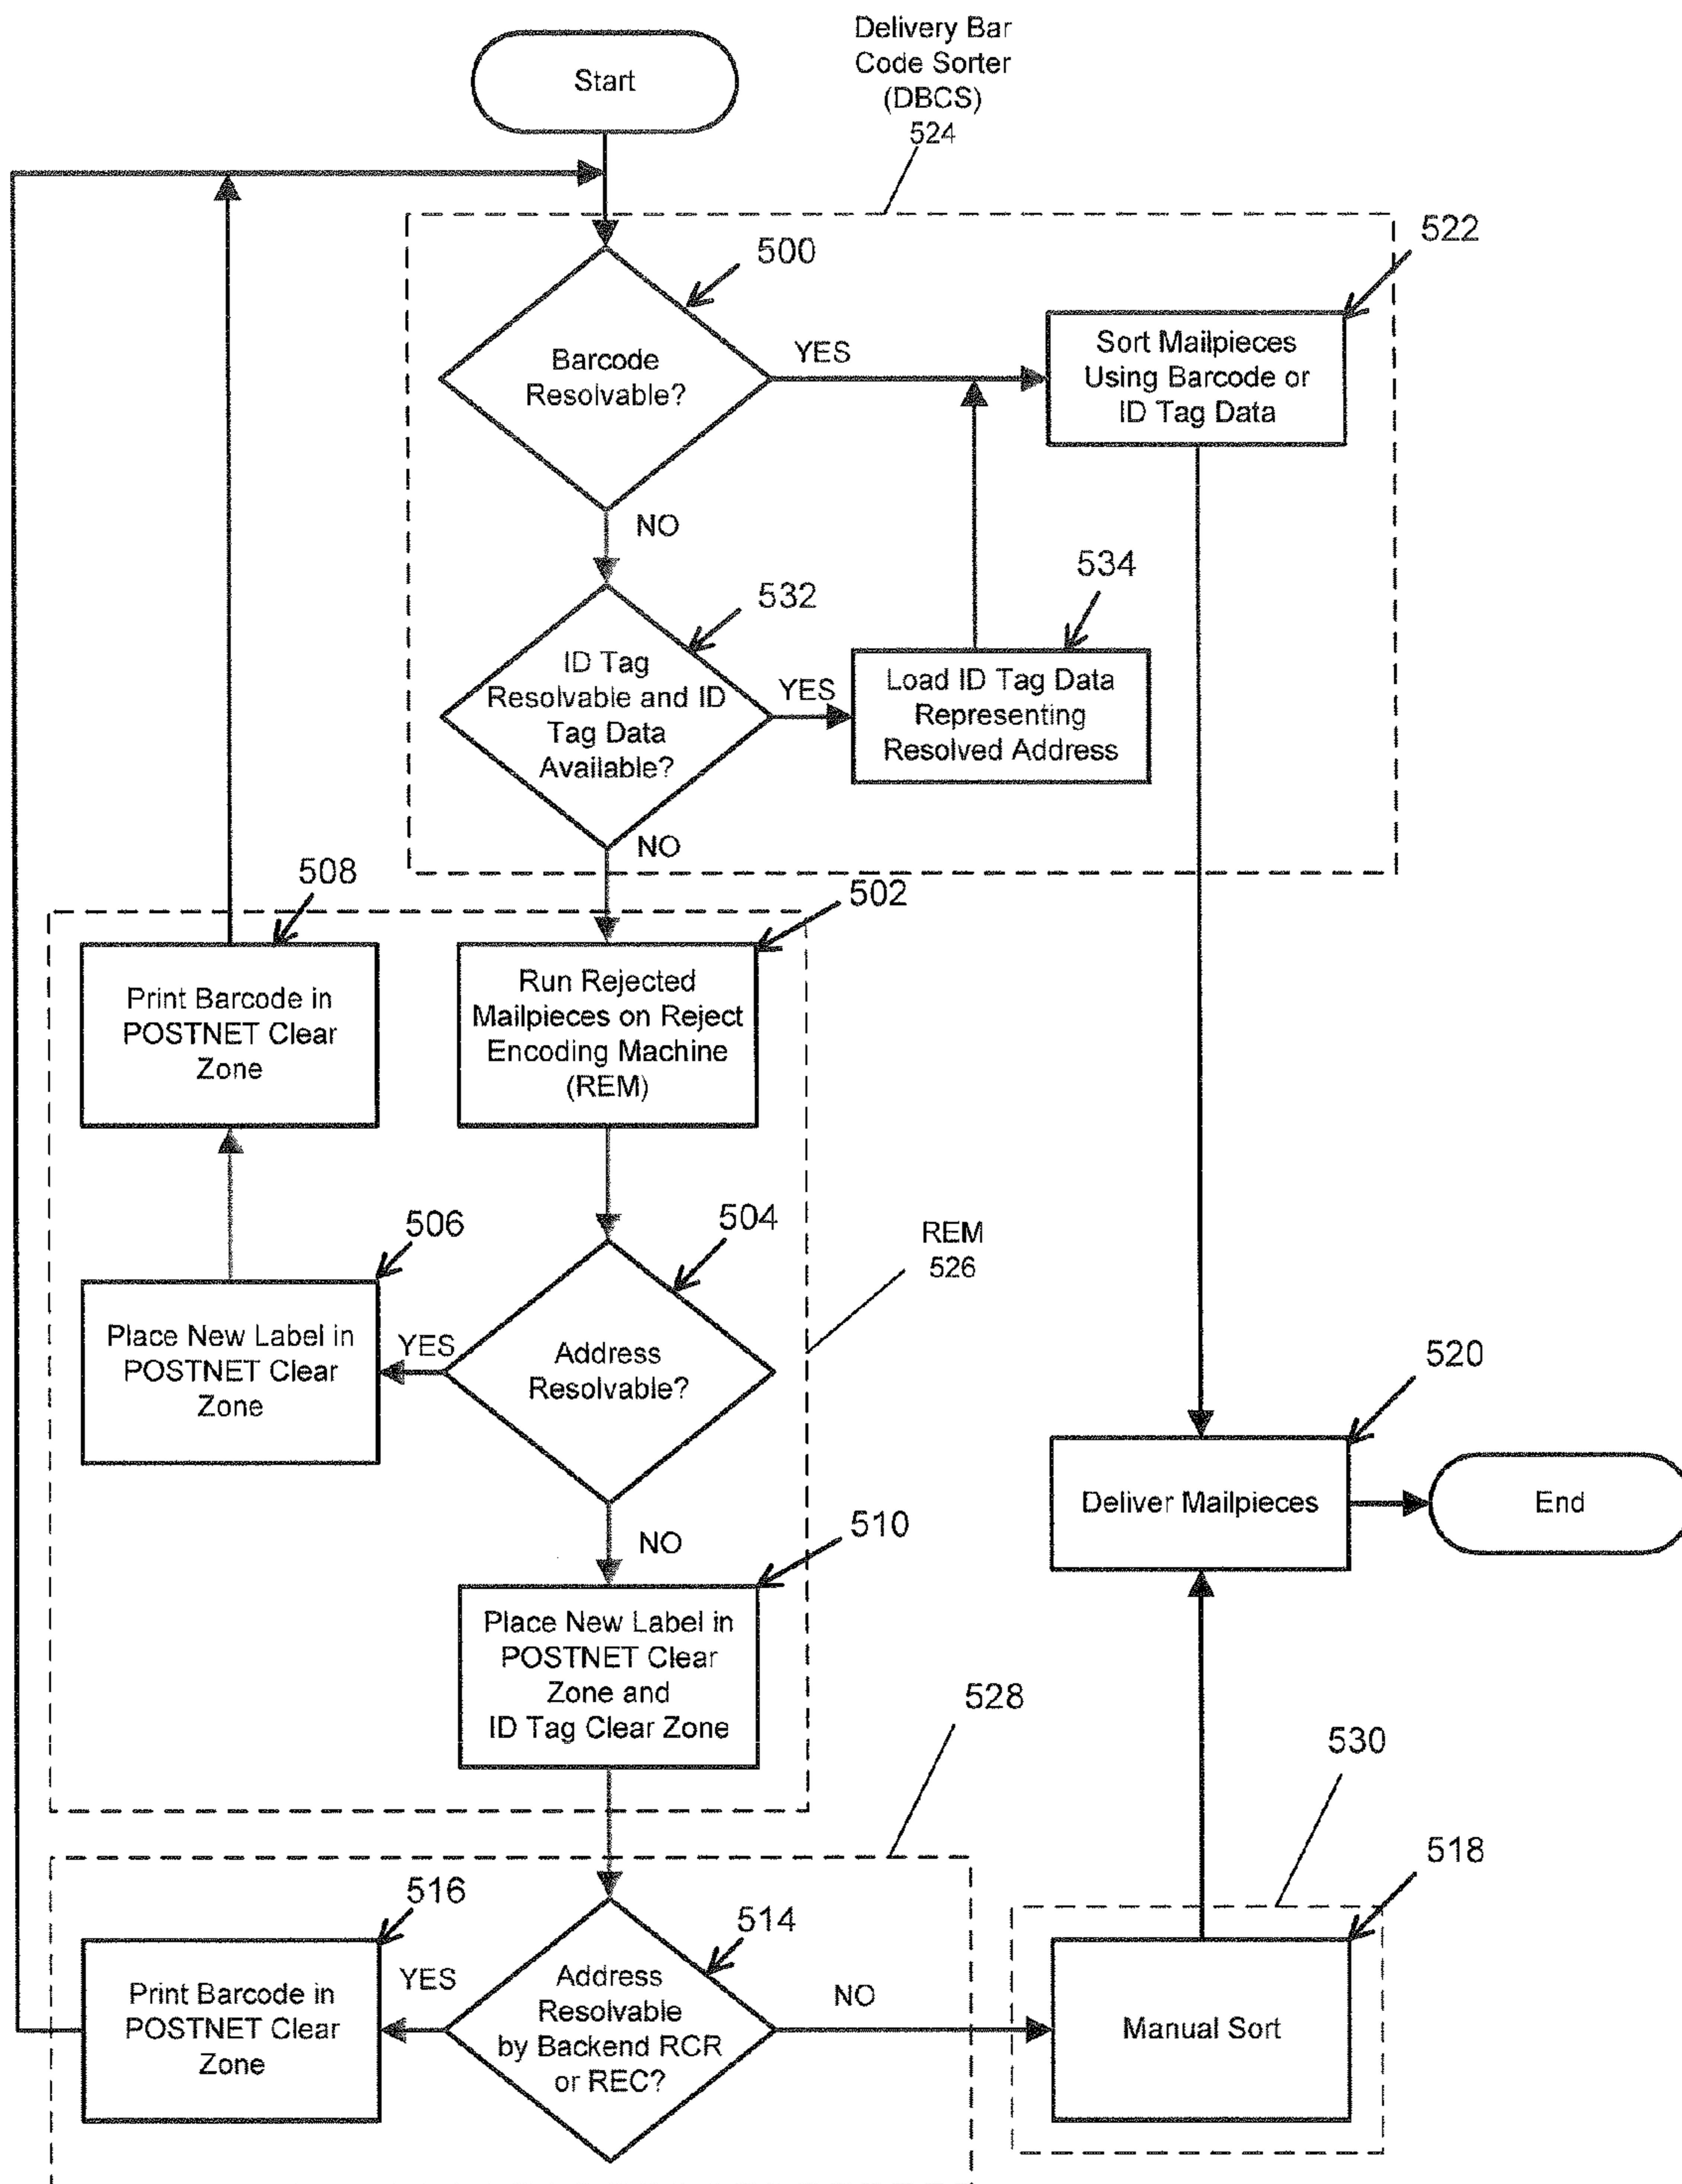 Start
Delivery Bar
Code Sorter
(DBCS)
524
500
Barcode
Resolvable?
YES
522
Sort Mailpieces
Using Barcode or
ID Tag Data
NO
532
ID Tag
Resolvable and ID
Tag Data
Available?
YES
534
Load ID Tag Data
Representing
Resolved Address
NO
508
Print Barcode in
POSTNET Clear
Zone
502
Run Rejected
Mailpieces on Reject
Encoding Machine
(REM)
506
Place New Label in
POSTNET Clear
Zone
YES
504
Address
Resolvable?
REM
526
NO
510
Place New Label in
POSTNET Clear
Zone and
ID Tag Clear Zone
520
Deliver Mailpieces
End
528
530
516
Print Barcode in
POSTNET Clear
Zone
YES
514
Address
Resolvable
by Backend RCR
or REC?
NO
518
Manual Sort